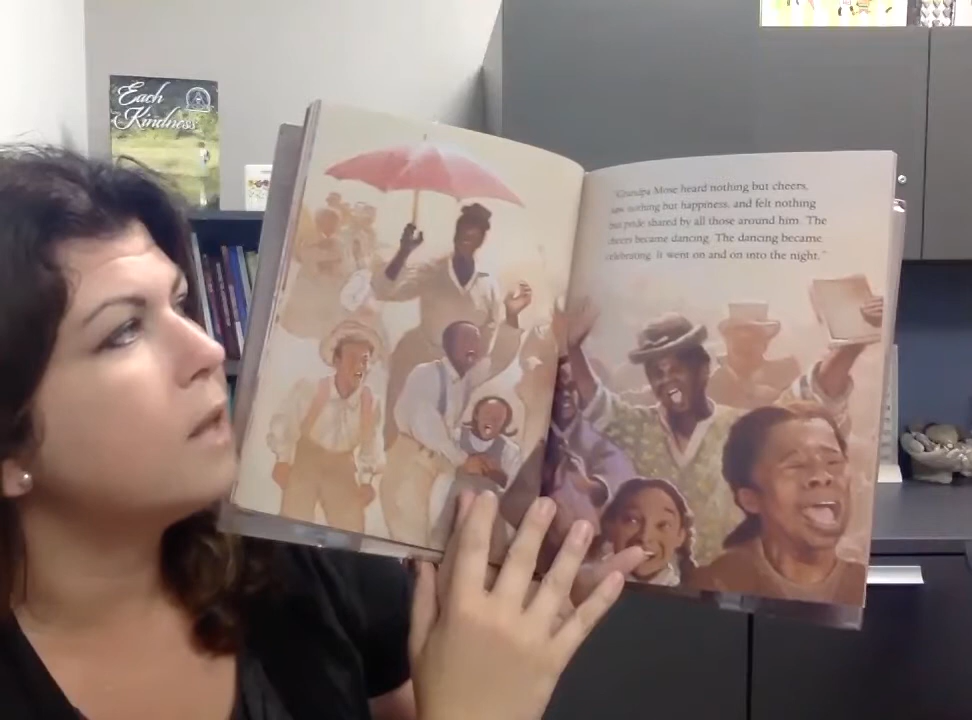 Each
Kindness
"Grandpa Mose heard nothing but cheers,
saw nothing but happiness, and felt nothing
but pride shared by all those around him. The
cheers became dancing. The dancing became
celebrating. It went on and on into the night."